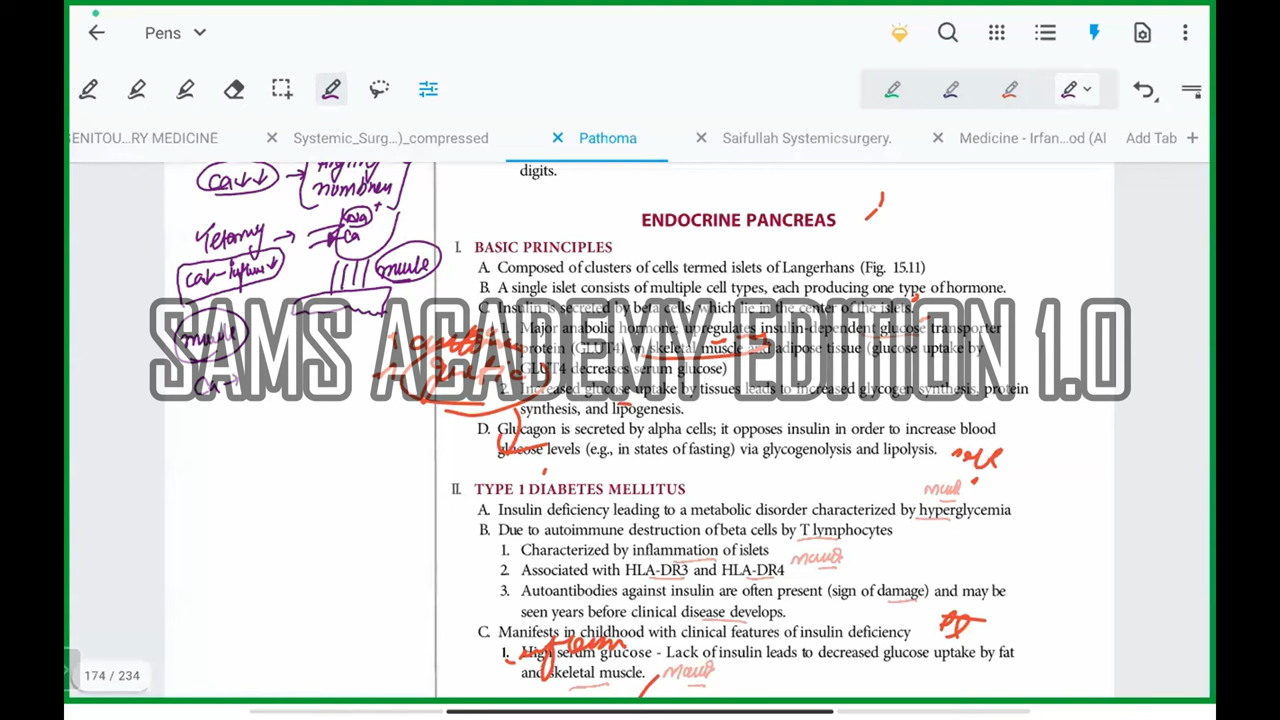 Pens
GENITOU...RY MEDICINE
Systemic_Surg...)_compressed
Pathoma
Saifullah Systemicsurgery.
Medicine - Irfan...od (Al
Add Tab
digits.
Ca↓↓ →
numbness
Tetany →
Na+
Ca
muscle
muscle
Ca →
ENDOCRINE PANCREAS
I. BASIC PRINCIPLES
A. Composed of clusters of cells termed islets of Langerhans (Fig. 15.11)
B. A single islet consists of multiple cell types, each producing one type of hormone.
C. Insulin is secreted by beta cells, which lie in the center of the islets.
1. Major anabolic hormone; upregulates insulin-dependent glucose transporter
protein (GLUT4) on skeletal muscle and adipose tissue (glucose uptake by
GLUT4 decreases serum glucose)
2. Increased glucose uptake by tissues leads to increased glycogen synthesis, protein
synthesis, and lipogenesis.
D. Glucagon is secreted by alpha cells; it opposes insulin in order to increase blood
glucose levels (e.g., in states of fasting) via glycogenolysis and lipolysis.
II. TYPE 1 DIABETES MELLITUS
A. Insulin deficiency leading to a metabolic disorder characterized by hyperglycemia
B. Due to autoimmune destruction of beta cells by T lymphocytes
1. Characterized by inflammation of islets
2. Associated with HLA-DR3 and HLA-DR4
3. Autoantibodies against insulin are often present (sign of damage) and may be
seen years before clinical disease develops.
C. Manifests in childhood with clinical features of insulin deficiency
1. High serum glucose - Lack of insulin leads to decreased glucose uptake by fat
and skeletal muscle.
SAMS ACADEMY EDITION 1.0
174 / 234